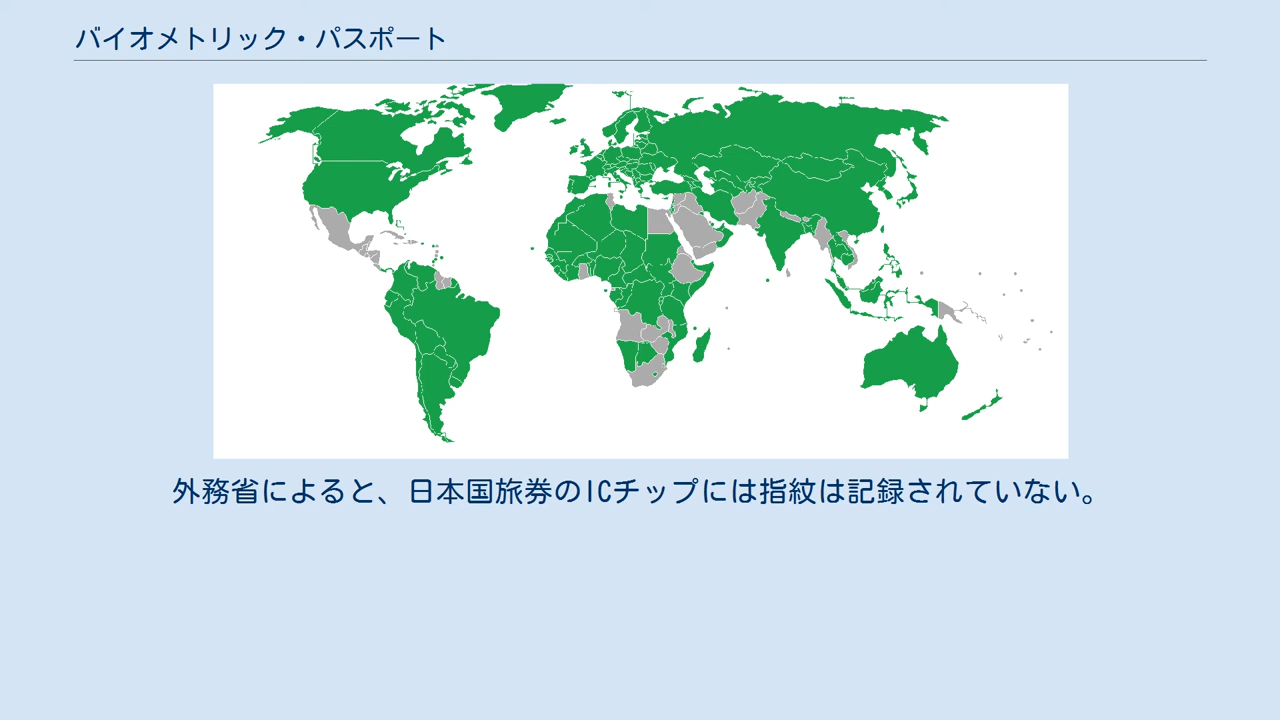 バイオメトリック・パスポート
外務省によると、日本国旅券のICチップには指紋は記録されていない。